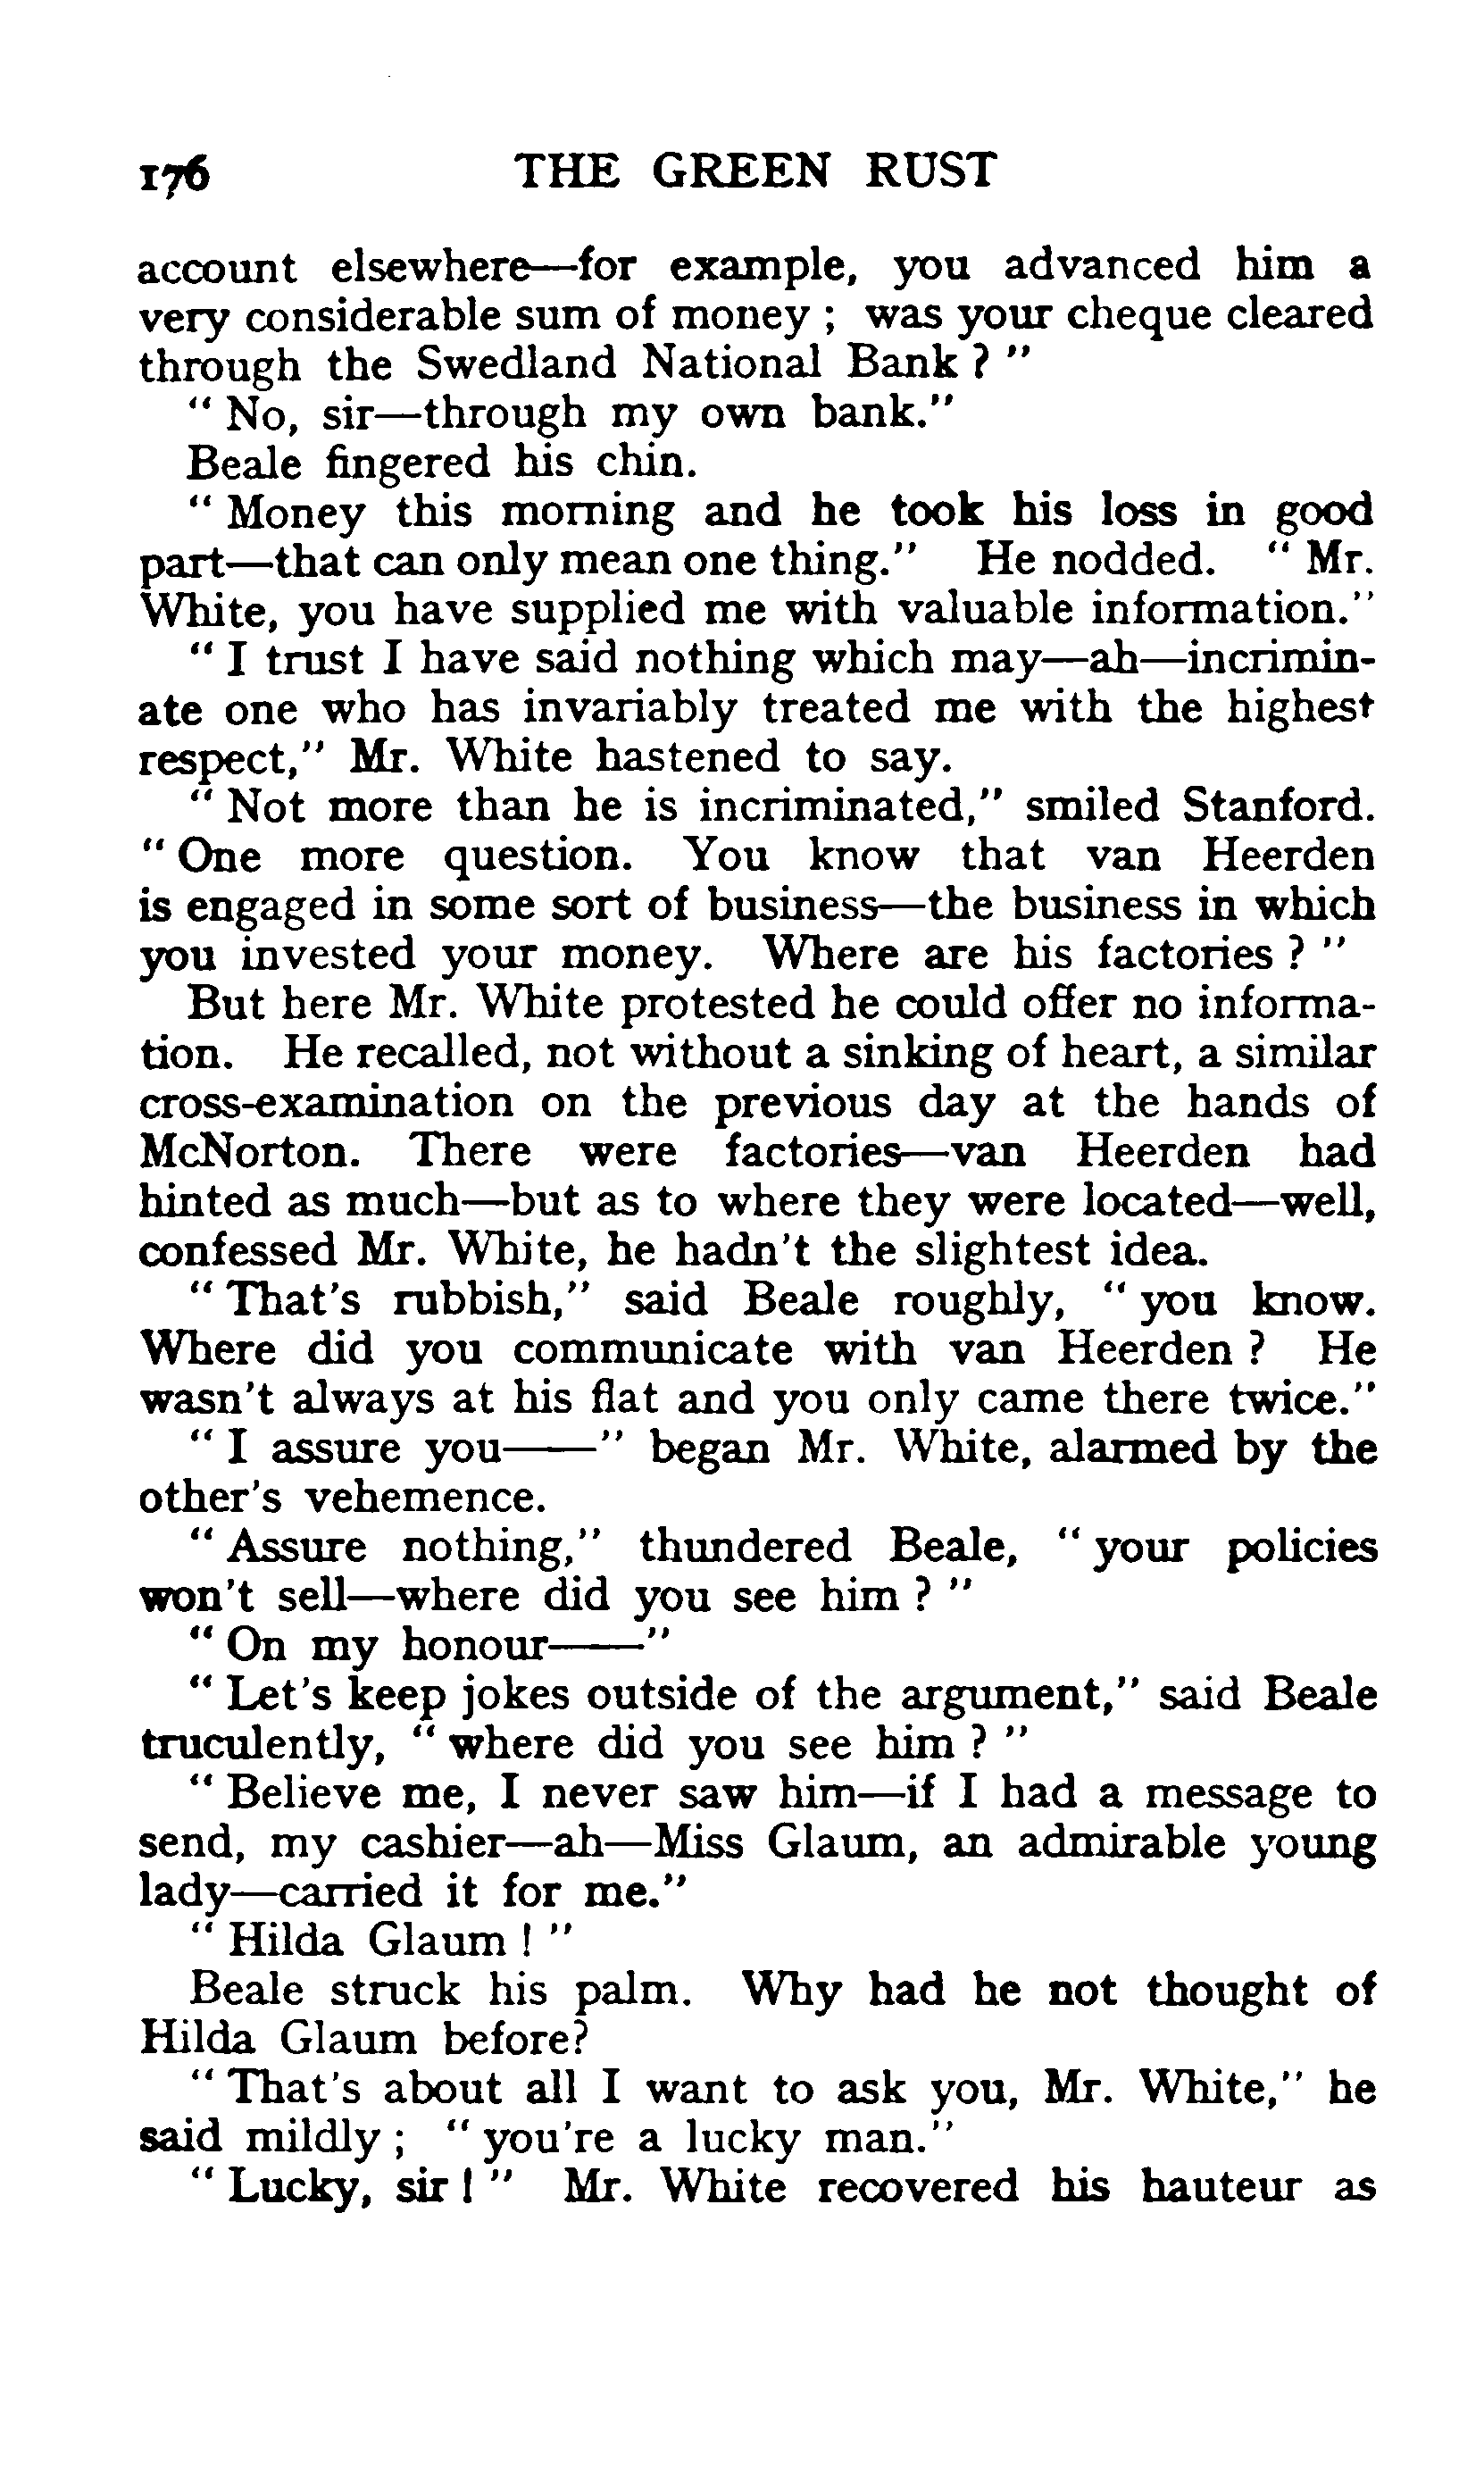 176 THE GREEN RUST
account elsewhere—for example, you advanced him a
very considerable sum of money ; was your cheque cleared
through the Swedland National Bank ? "
" No, sir—through my own bank."
Beale fingered his chin.
" Money this morning and he took his loss in good
part—that can only mean one thing." He nodded. " Mr.
White, you have supplied me with valuable information."
" I trust I have said nothing which may—ah—incrimin-
ate one who has invariably treated me with the highest
respect," Mr. White hastened to say.
" Not more than he is incriminated," smiled Stanford.
" One more question. You know that van Heerden
is engaged in some sort of business—the business in which
you invested your money. Where are his factories ? "
But here Mr. White protested he could offer no informa-
tion. He recalled, not without a sinking of heart, a similar
cross-examination on the previous day at the hands of
McNorton. There were factories—van Heerden had
hinted as much—but as to where they were located—well,
confessed Mr. White, he hadn't the slightest idea.
" That's rubbish," said Beale roughly, " you know.
Where did you communicate with van Heerden ? He
wasn't always at his flat and you only came there twice."
" I assure you——" began Mr. White, alarmed by the
other's vehemence.
" Assure nothing," thundered Beale, " your policies
won't sell—where did you see him ? "
" On my honour——"
" Let's keep jokes outside of the argument," said Beale
truculently, " where did you see him ? "
" Believe me, I never saw him—if I had a message to
send, my cashier—ah—Miss Glaum, an admirable young
lady—carried it for me."
" Hilda Glaum ! "
Beale struck his palm. Why had he not thought of
Hilda Glaum before?
" That's about all I want to ask you, Mr. White," he
said mildly ; " you're a lucky man."
" Lucky, sir ! " Mr. White recovered his hauteur as